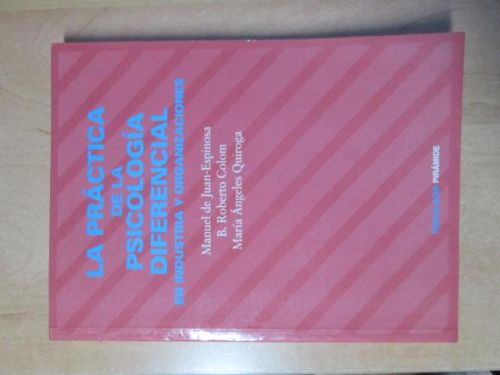 LA PRÁCTICA
DE LA
PSICOLOGÍA
DIFERENCIAL
EN INDUSTRIA Y ORGANIZACIONES
Manuel de Juan-Espinosa
B. Roberto Colom
María Ángeles Quiroga
PSICOLOGÍA PIRÁMIDE